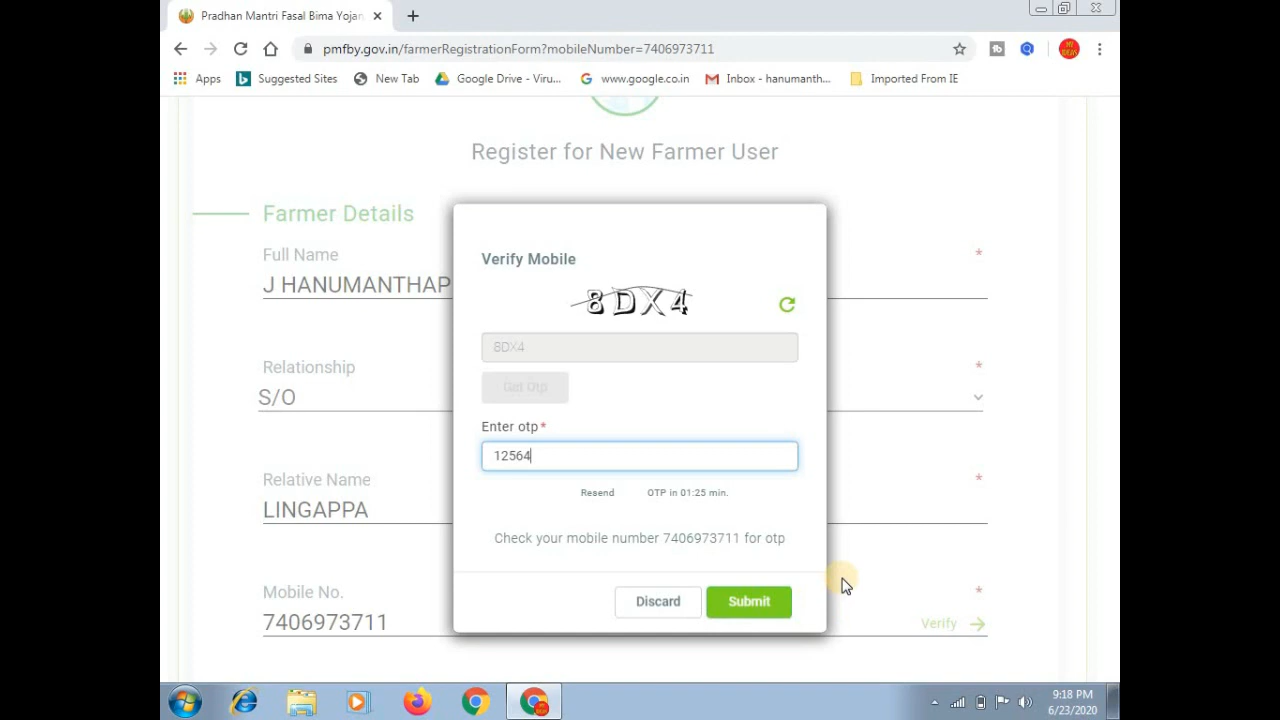 Pradhan Mantri Fasal Bima Yojan
pmfby.gov.in/farmerRegistrationForm?mobileNumber=7406973711
Apps
Suggested Sites
New Tab
Google Drive - Viru...
www.google.co.in
Inbox - hanumanth...
Imported From IE
Register for New Farmer User
Farmer Details
Full Name *
J HANUMANTHAP
Relationship *
S/O
Relative Name *
LINGAPPA
Mobile No. *
7406973711
Verify
Verify Mobile
8DX4
8DX4
Get Otp
Enter otp*
12564
Resend OTP in 01:25 min.
Check your mobile number 7406973711 for otp
Discard
Submit
9:18 PM
6/23/2020